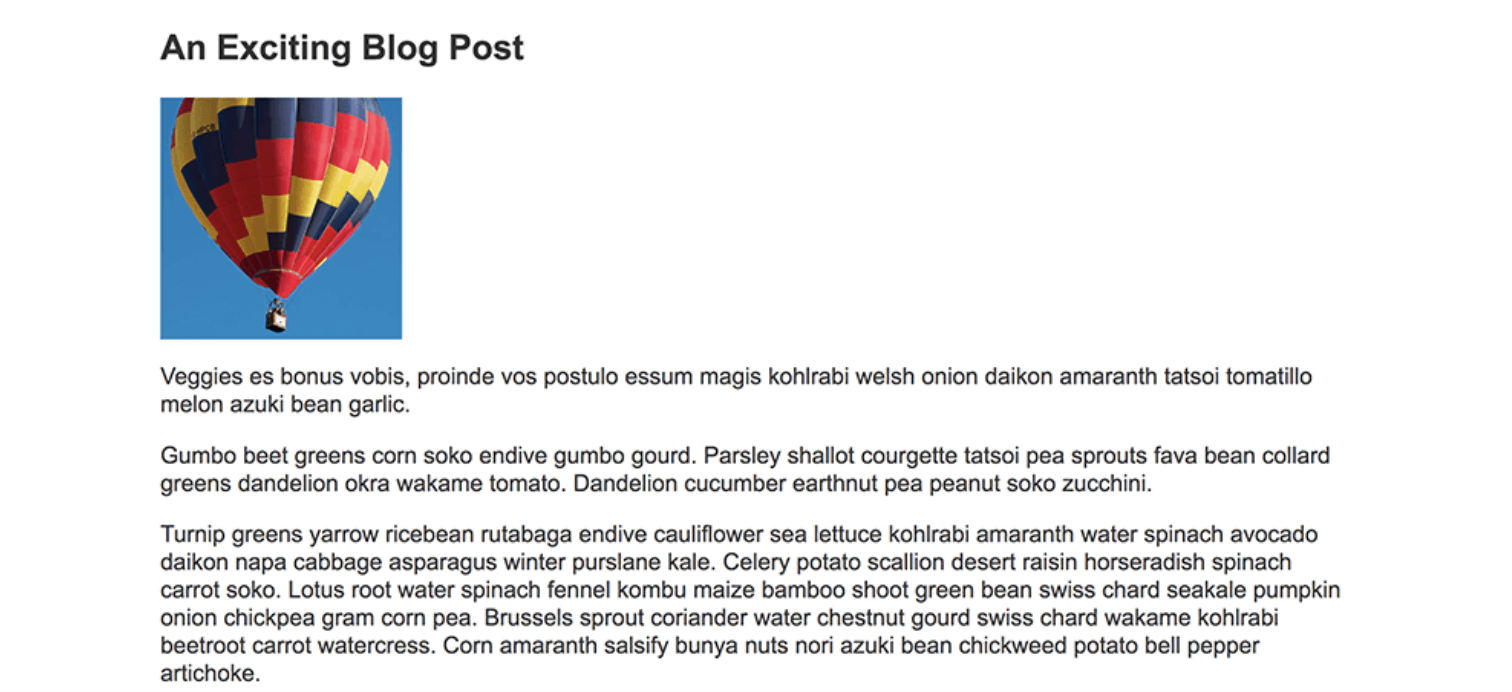 An Exciting Blog Post
Veggies es bonus vobis, proinde vos postulo essum magis kohlrabi welsh onion daikon amaranth tatsoi tomatillo
melon azuki bean garlic.
Gumbo beet greens corn soko endive gumbo gourd. Parsley shallot courgette tatsoi pea sprouts fava bean collard
greens dandelion okra wakame tomato. Dandelion cucumber earthnut pea peanut soko zucchini.
Turnip greens yarrow ricebean rutabaga endive cauliflower sea lettuce kohlrabi amaranth water spinach avocado
daikon napa cabbage asparagus winter purslane kale. Celery potato scallion desert raisin horseradish spinach
carrot soko. Lotus root water spinach fennel kombu maize bamboo shoot green bean swiss chard seakale pumpkin
onion chickpea gram corn pea. Brussels sprout coriander water chestnut gourd swiss chard wakame kohlrabi
beetroot carrot watercress. Corn amaranth salsify bunya nuts nori azuki bean chickweed potato bell pepper
artichoke.